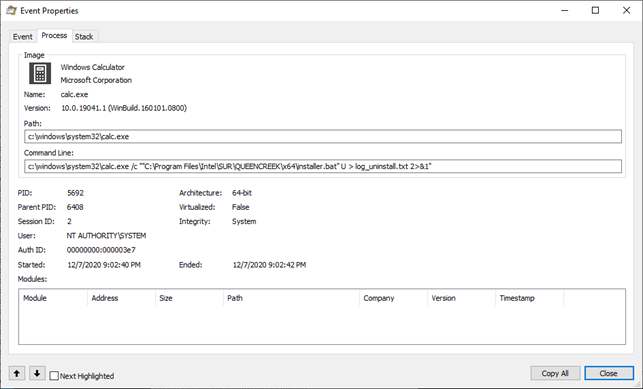 Event Properties
Event Process Stack
Image
Windows Calculator
Microsoft Corporation
Name: calc.exe
Version: 10.0.19041.1 (WinBuild.160101.0800)
Path:
c:\windows\system32\calc.exe
Command Line:
c:\windows\system32\calc.exe /c ""C:\Program Files\Intel\SUR\QUEENCREEK\x64\installer.bat" U > log_uninstall.txt 2>&1"
PID: 5692 Architecture: 64-bit
Parent PID: 6408 Virtualized: False
Session ID: 2 Integrity: System
User: NT AUTHORITY\SYSTEM
Auth ID: 00000000:000003e7
Started: 12/7/2020 9:02:40 PM Ended: 12/7/2020 9:02:42 PM
Modules:
Module Address Size Path Company Version Timestamp
Next Highlighted Copy All Close